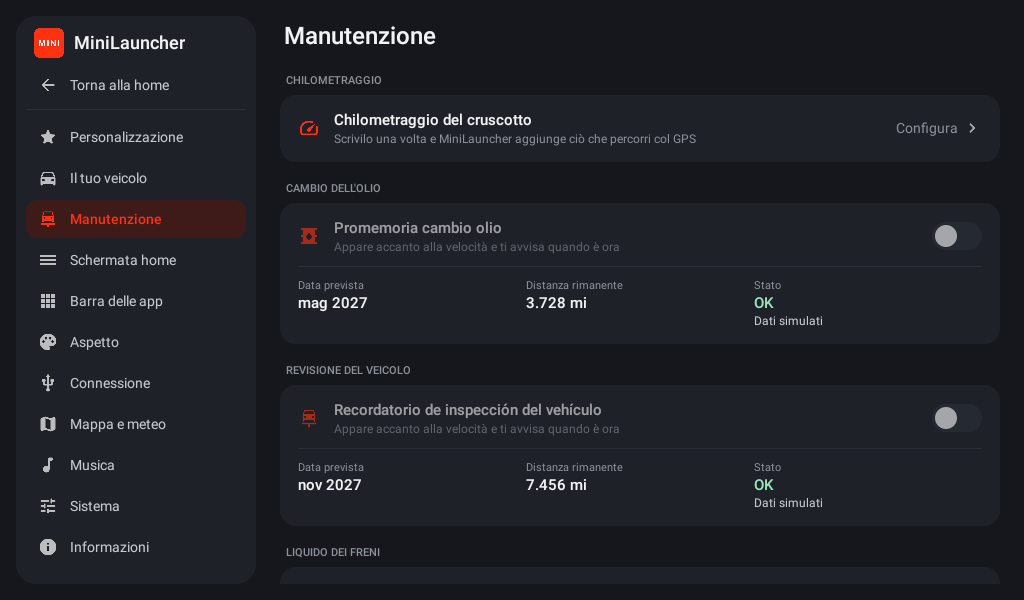 MINI MiniLauncher
Torna alla home
Personalizzazione
Il tuo veicolo
Manutenzione
Schermata home
Barra delle app
Aspetto
Connessione
Mappa e meteo
Musica
Sistema
Informazioni
Manutenzione
CHILOMETRAGGIO
Chilometraggio del cruscotto
Scrivilo una volta e MiniLauncher aggiunge ciò che percorri col GPS
Configura
CAMBIO DELL'OLIO
Promemoria cambio olio
Appare accanto alla velocità e ti avvisa quando è ora
Data prevista
mag 2027
Distanza rimanente
3.728 mi
Stato
OK
Dati simulati
REVISIONE DEL VEICOLO
Recordatorio de inspección del vehículo
Appare accanto alla velocità e ti avvisa quando è ora
Data prevista
nov 2027
Distanza rimanente
7.456 mi
Stato
OK
Dati simulati
LIQUIDO DEI FRENI